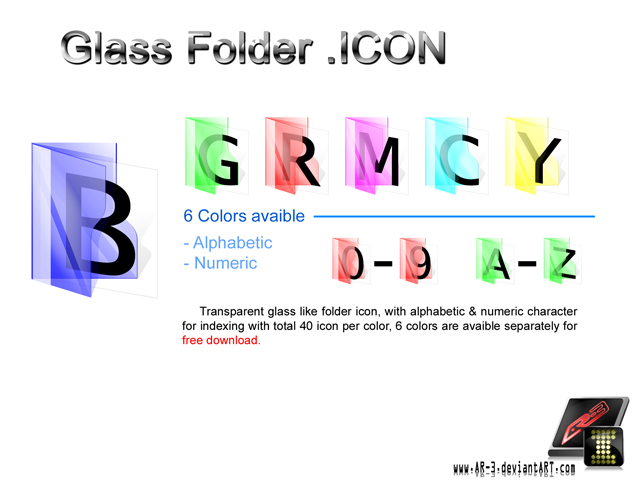 Glass Folder .ICON
B
G R M C Y
6 Colors avaible
- Alphabetic
- Numeric
0 - 9 A - Z
Transparent glass like folder icon, with alphabetic & numeric character
for indexing with total 40 icon per color, 6 colors are avaible separately for
free download.
www.AR-3.deviantART.com